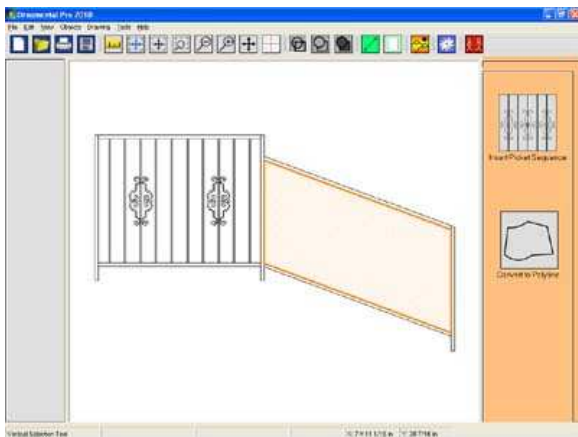 Ornamental Pro 2010
File Edit View Objects Drawing Tools Help
Insert Picket Sequence
Convert to Polyline
Vertical Selection Tool